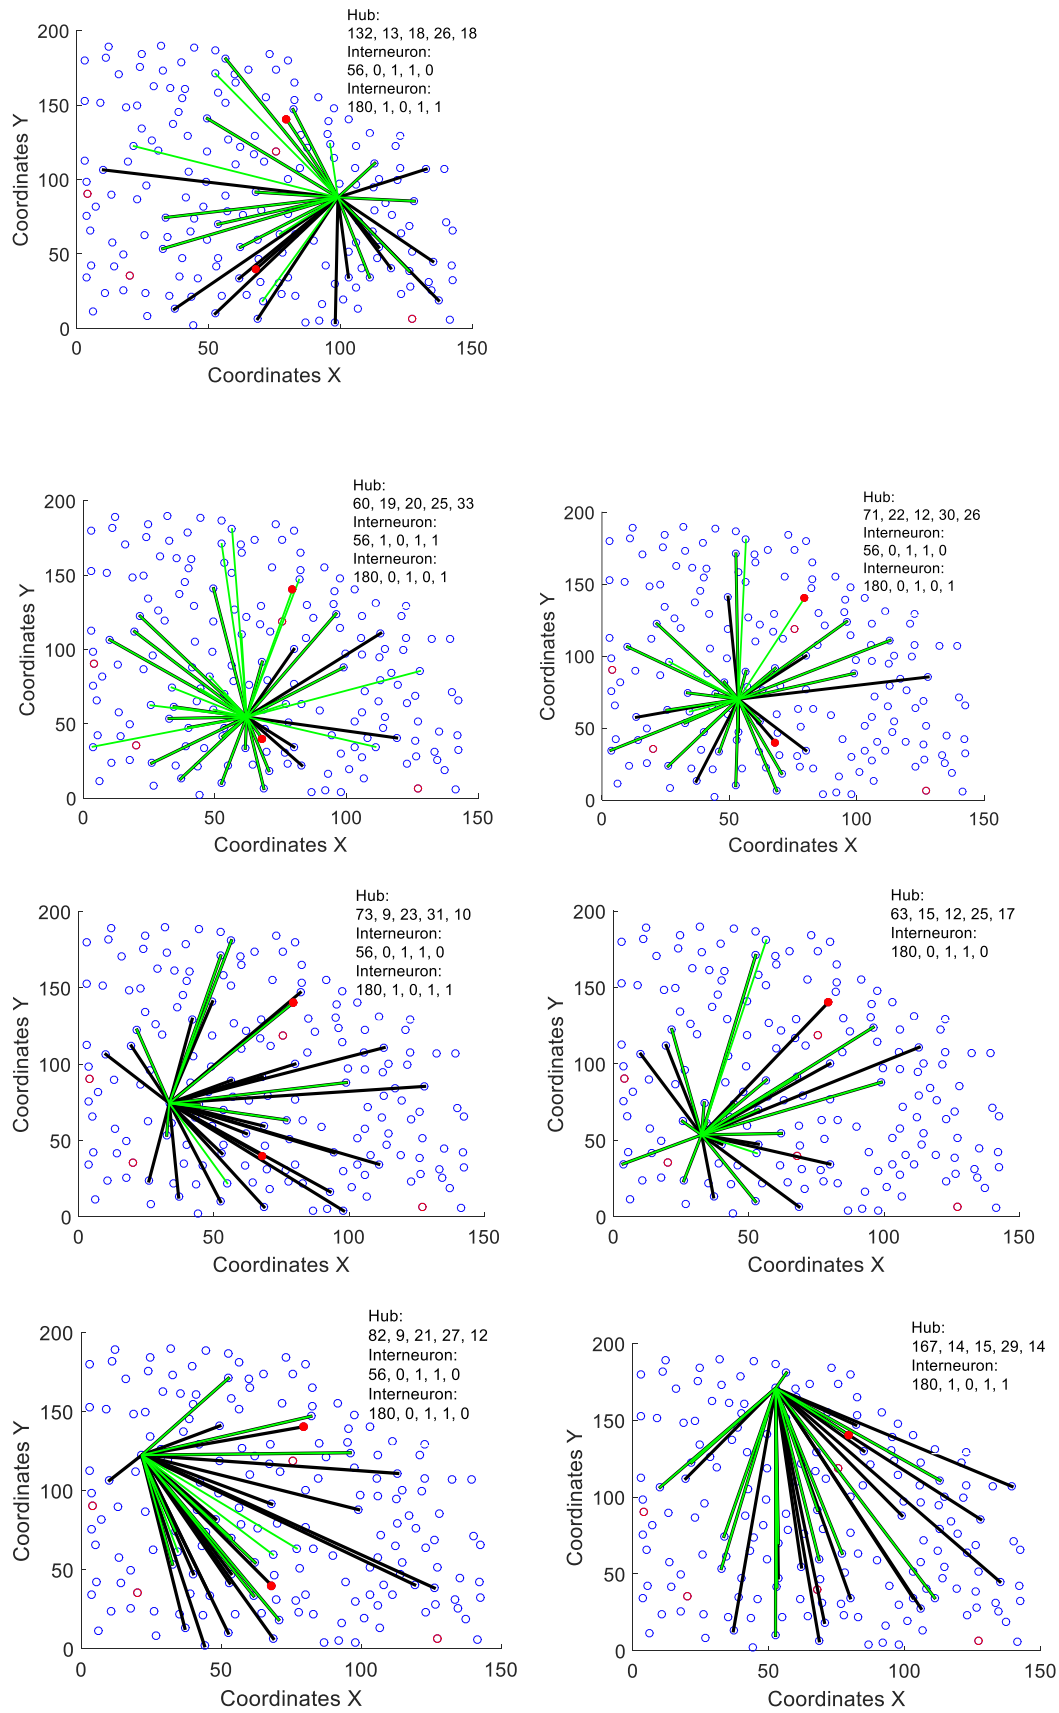 Hub:
132, 13, 18, 26, 18
Interneuron:
56, 0, 1, 1, 0
Interneuron:
180, 1, 0, 1, 1
200
150
100
50
0
Coordinates Y
0 50 100 150
Coordinates X
Hub:
60, 19, 20, 25, 33
Interneuron:
56, 1, 0, 1, 1
Interneuron:
180, 0, 1, 0, 1
200
150
100
50
0
Coordinates Y
0 50 100 150
Coordinates X
Hub:
71, 22, 12, 30, 26
Interneuron:
56, 0, 1, 1, 0
Interneuron:
180, 0, 1, 0, 1
200
150
100
50
0
Coordinates Y
0 50 100 150
Coordinates X
Hub:
73, 9, 23, 31, 10
Interneuron:
56, 0, 1, 1, 0
Interneuron:
180, 1, 0, 1, 1
200
150
100
50
0
Coordinates Y
0 50 100 150
Coordinates X
Hub:
63, 15, 12, 25, 17
Interneuron:
180, 0, 1, 1, 0
200
150
100
50
0
Coordinates Y
0 50 100 150
Coordinates X
Hub:
82, 9, 21, 27, 12
Interneuron:
56, 0, 1, 1, 0
Interneuron:
180, 0, 1, 1, 0
200
150
100
50
0
Coordinates Y
0 50 100 150
Coordinates X
Hub:
167, 14, 15, 29, 14
Interneuron:
180, 1, 0, 1, 1
200
150
100
50
0
Coordinates Y
0 50 100 150
Coordinates X